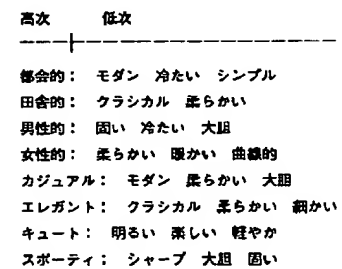 高次 低次
都会的： モダン 冷たい シンプル
田舎的： クラシカル 柔らかい
男性的： 固い 冷たい 大胆
女性的： 柔らかい 暖かい 曲線的
カジュアル： モダン 柔らかい 大胆
エレガント： クラシカル 柔らかい 細かい
キュート： 明るい 楽しい 軽やか
スポーティ： シャープ 大胆 固い